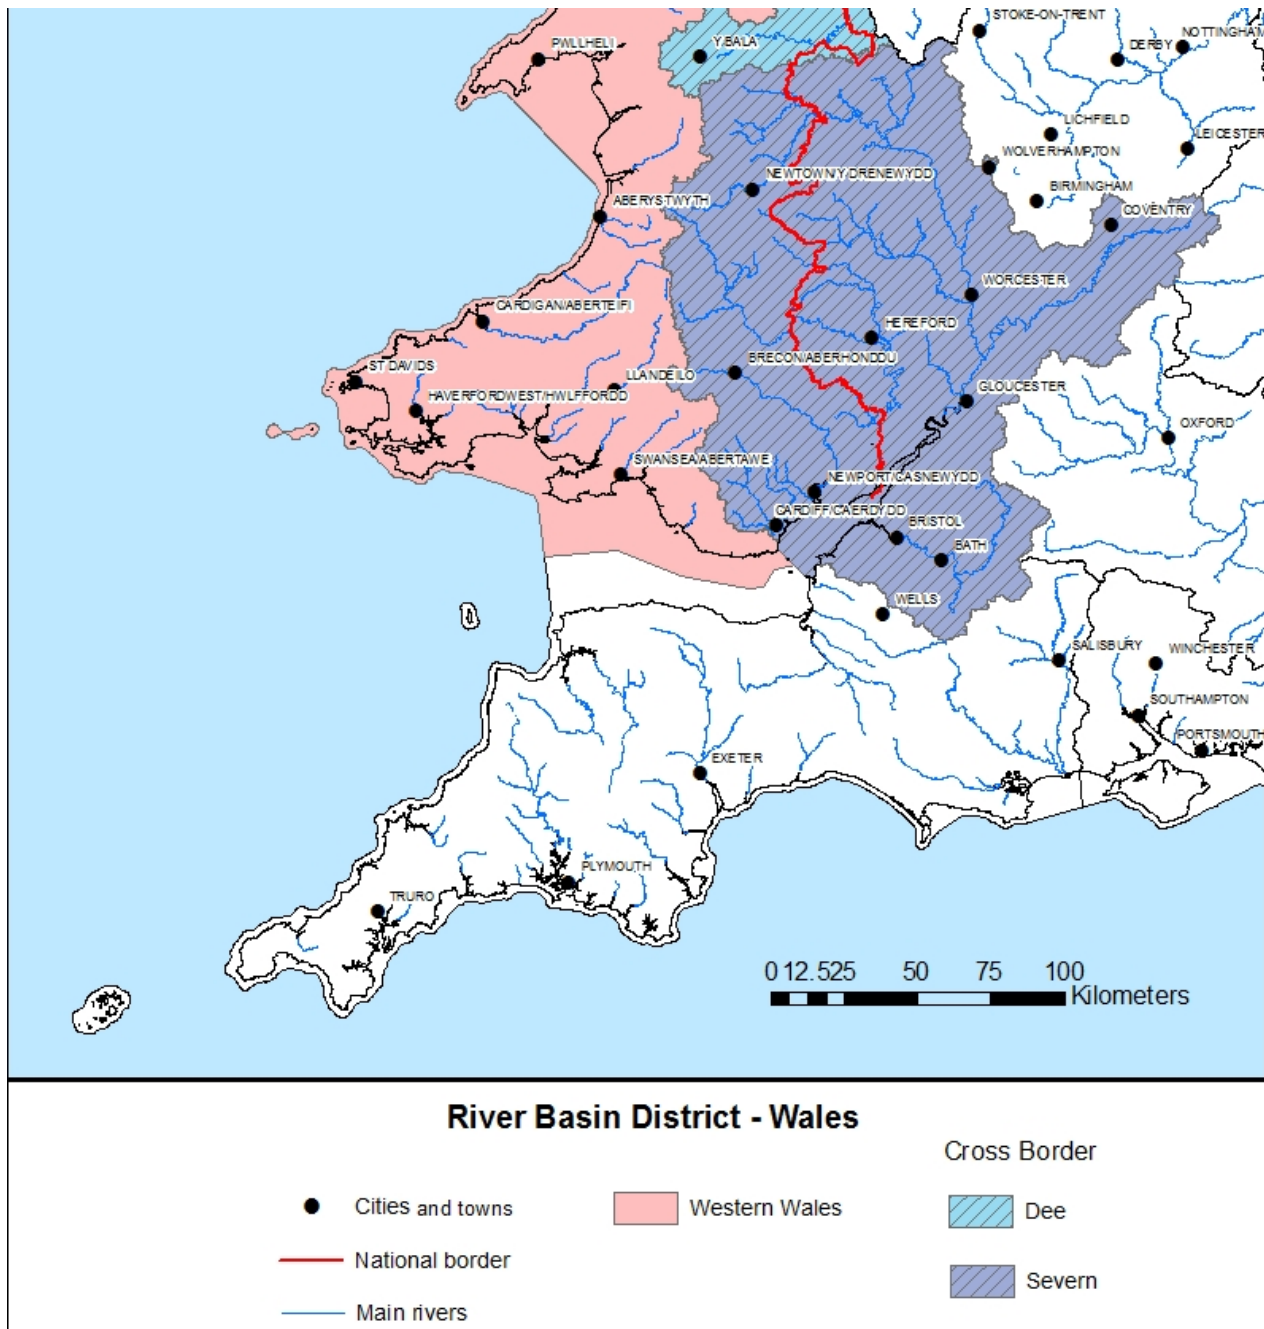 STOKE-ON-TRENT
NOTTINGHAM
PWLLHELI
Y BALA
DERBY
LICHFIELD
LEICESTER
WOLVERHAMPTON
NEWTOWN/Y DRENEWYDD
BIRMINGHAM
ABERYSTWYTH
COVENTRY
WORCESTER
CARDIGAN/ABERTEIFI
HEREFORD
BRECON/ABERHONDDU
ST DAVIDS
LLANDEILO
GLOUCESTER
HAVERFORDWEST/HWLFFORDD
OXFORD
SWANSEA/ABERTAWE
NEWPORT/CASNEWYDD
CARDIFF/CAERDYDD
BRISTOL
BATH
WELLS
SALISBURY
WINCHESTER
SOUTHAMPTON
PORTSMOUTH
EXETER
PLYMOUTH
TRURO
0 12.5 25 50 75 100
Kilometers
River Basin District - Wales
Cross Border
Cities and towns
Western Wales
Dee
National border
Severn
Main rivers